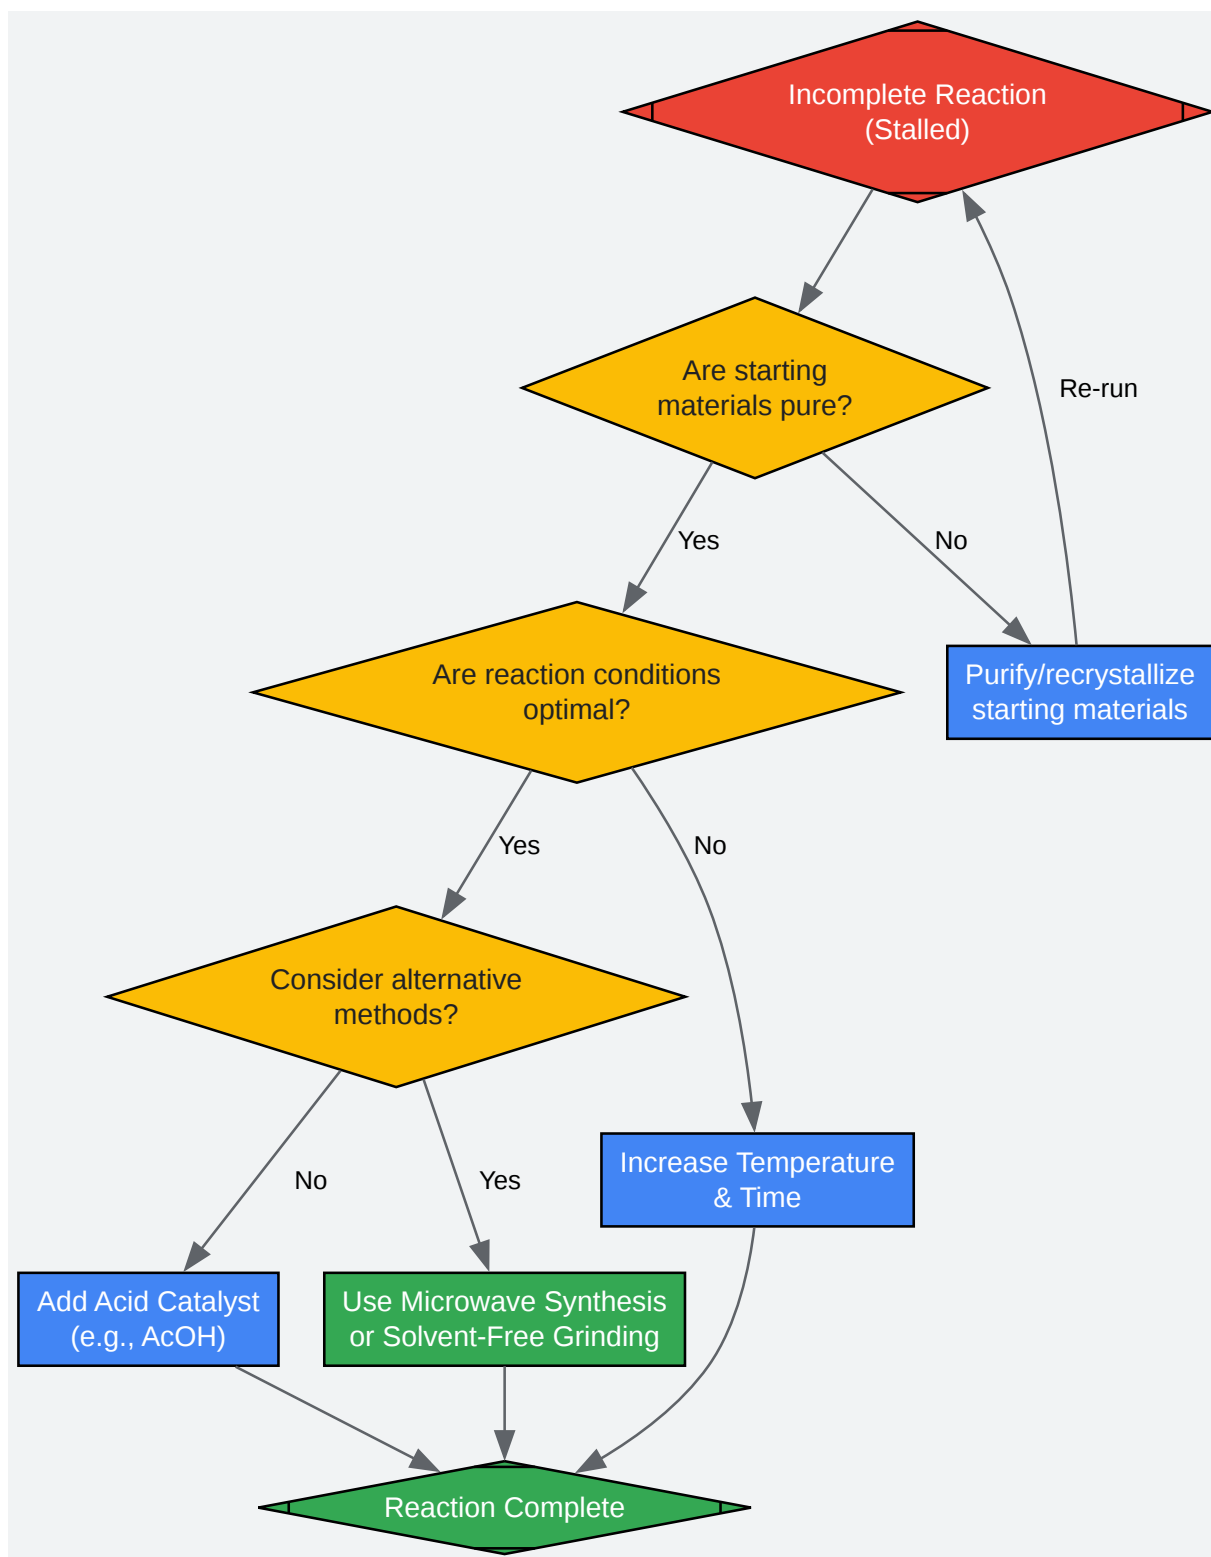 Incomplete Reaction
(Stalled)
Are starting
materials pure?
Re-run
Yes
No
Are reaction conditions
optimal?
Purify/recrystallize
starting materials
Yes
No
Consider alternative
methods?
No
Yes
Increase Temperature
& Time
Add Acid Catalyst
(e.g., AcOH)
Use Microwave Synthesis
or Solvent-Free Grinding
Reaction Complete